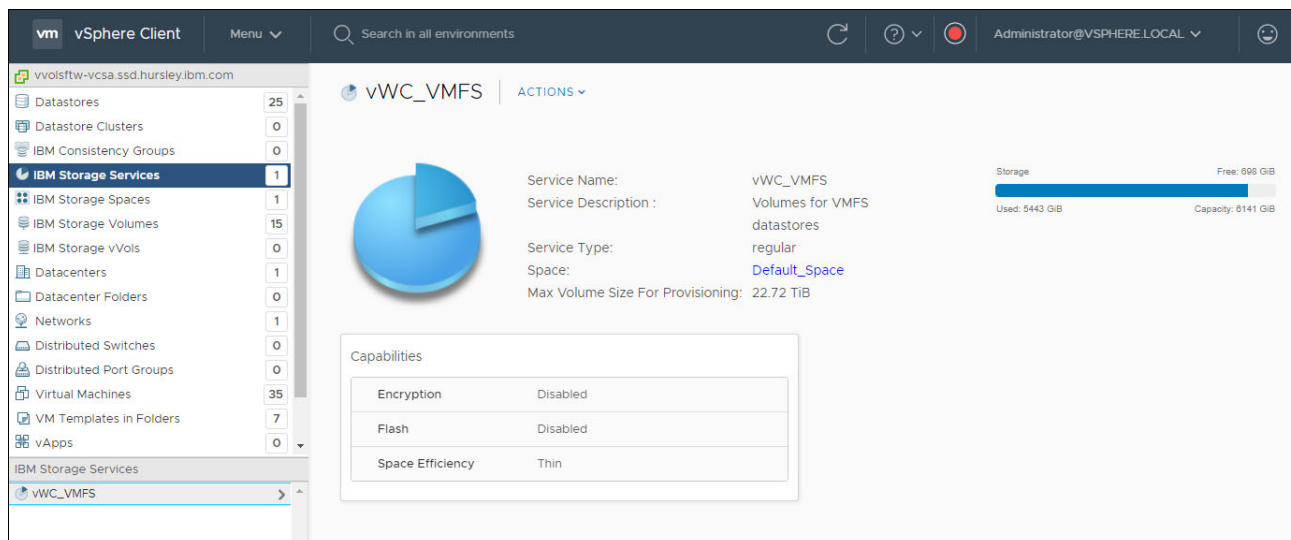 vm vSphere Client Menu Search in all environments Administrator@VSPHERE.LOCAL
vvolsftw-vcsa.ssd.hursley.ibm.com
Datastores 25
Datastore Clusters 0
IBM Consistency Groups 0
IBM Storage Services 1
IBM Storage Spaces 1
IBM Storage Volumes 15
IBM Storage vVols 0
Datacenters 1
Datacenter Folders 0
Networks 1
Distributed Switches 0
Distributed Port Groups 0
Virtual Machines 35
VM Templates in Folders 7
vApps 0
IBM Storage Services
vWC_VMFS
vWC_VMFS ACTIONS
Service Name: vWC_VMFS
Service Description : Volumes for VMFS
datastores
Service Type: regular
Space: Default_Space
Max Volume Size For Provisioning: 22.72 TiB
Storage Free: 698 GiB
Used: 5443 GiB Capacity: 6141 GiB
Capabilities
Encryption Disabled
Flash Disabled
Space Efficiency Thin